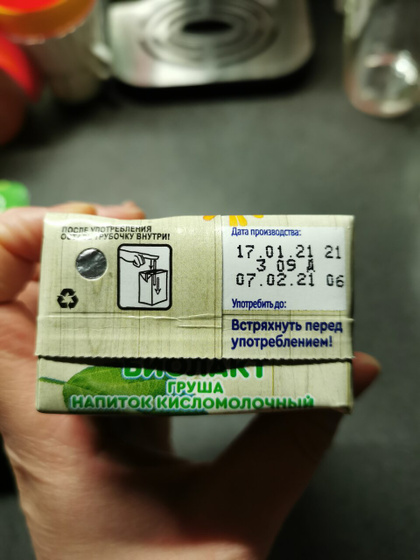 ПОСЛЕ УПОТРЕБЛЕНИЯ
ТРУБОЧКУ ВНУТРИ!
Дата производства:
17.01.21 21
3 09 Д
07.02.21 06
Употребить до:
Встряхнуть перед
употреблением!
ГРУША
НАПИТОК КИСЛОМОЛОЧНЫЙ